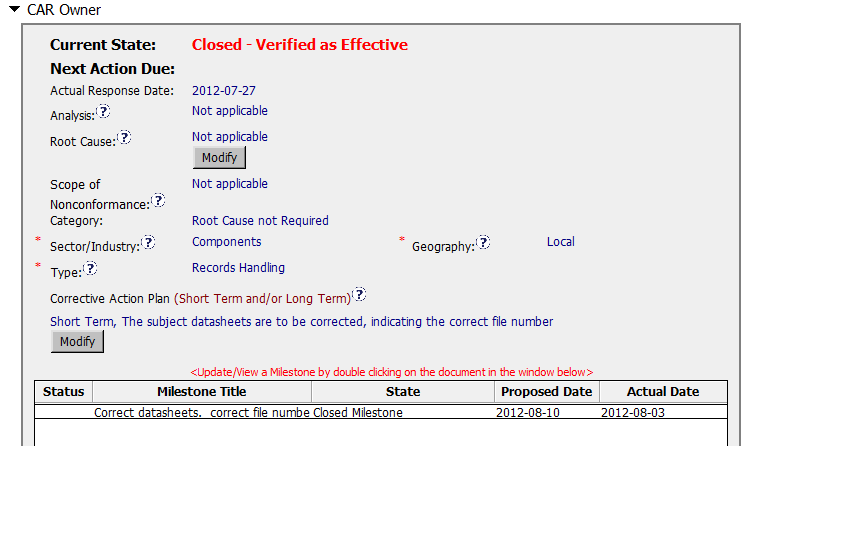 CAR Owner
Current State: Closed - Verified as Effective
Next Action Due:
Actual Response Date: 2012-07-27
Analysis:? Not applicable
Root Cause:? Not applicable
Modify
Scope of Nonconformance:? Not applicable
Category: Root Cause not Required
* Sector/Industry:? Components * Geography:? Local
* Type:? Records Handling
Corrective Action Plan (Short Term and/or Long Term)?
Short Term, The subject datasheets are to be corrected, indicating the correct file number
Modify
<Update/View a Milestone by double clicking on the document in the window below>
Status Milestone Title State Proposed Date Actual Date
Correct datasheets. correct file numbe Closed Milestone 2012-08-10 2012-08-03